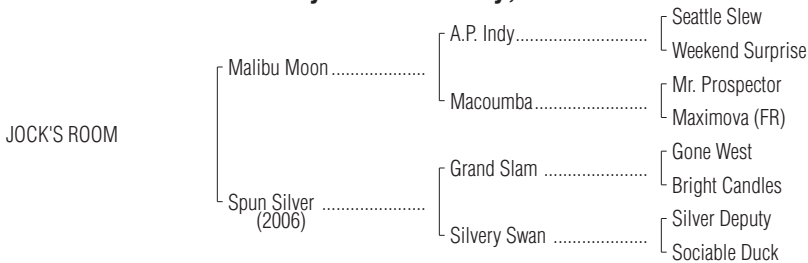 Seattle Slew
A.P. Indy....................................
Weekend Surprise
Malibu Moon .....................
Mr. Prospector
Macoumba...............................
Maximova (FR)
JOCK'S ROOM
Gone West
Grand Slam ............................
Bright Candles
Spun Silver ........................
(2006)
Silver Deputy
Silvery Swan .........................
Sociable Duck